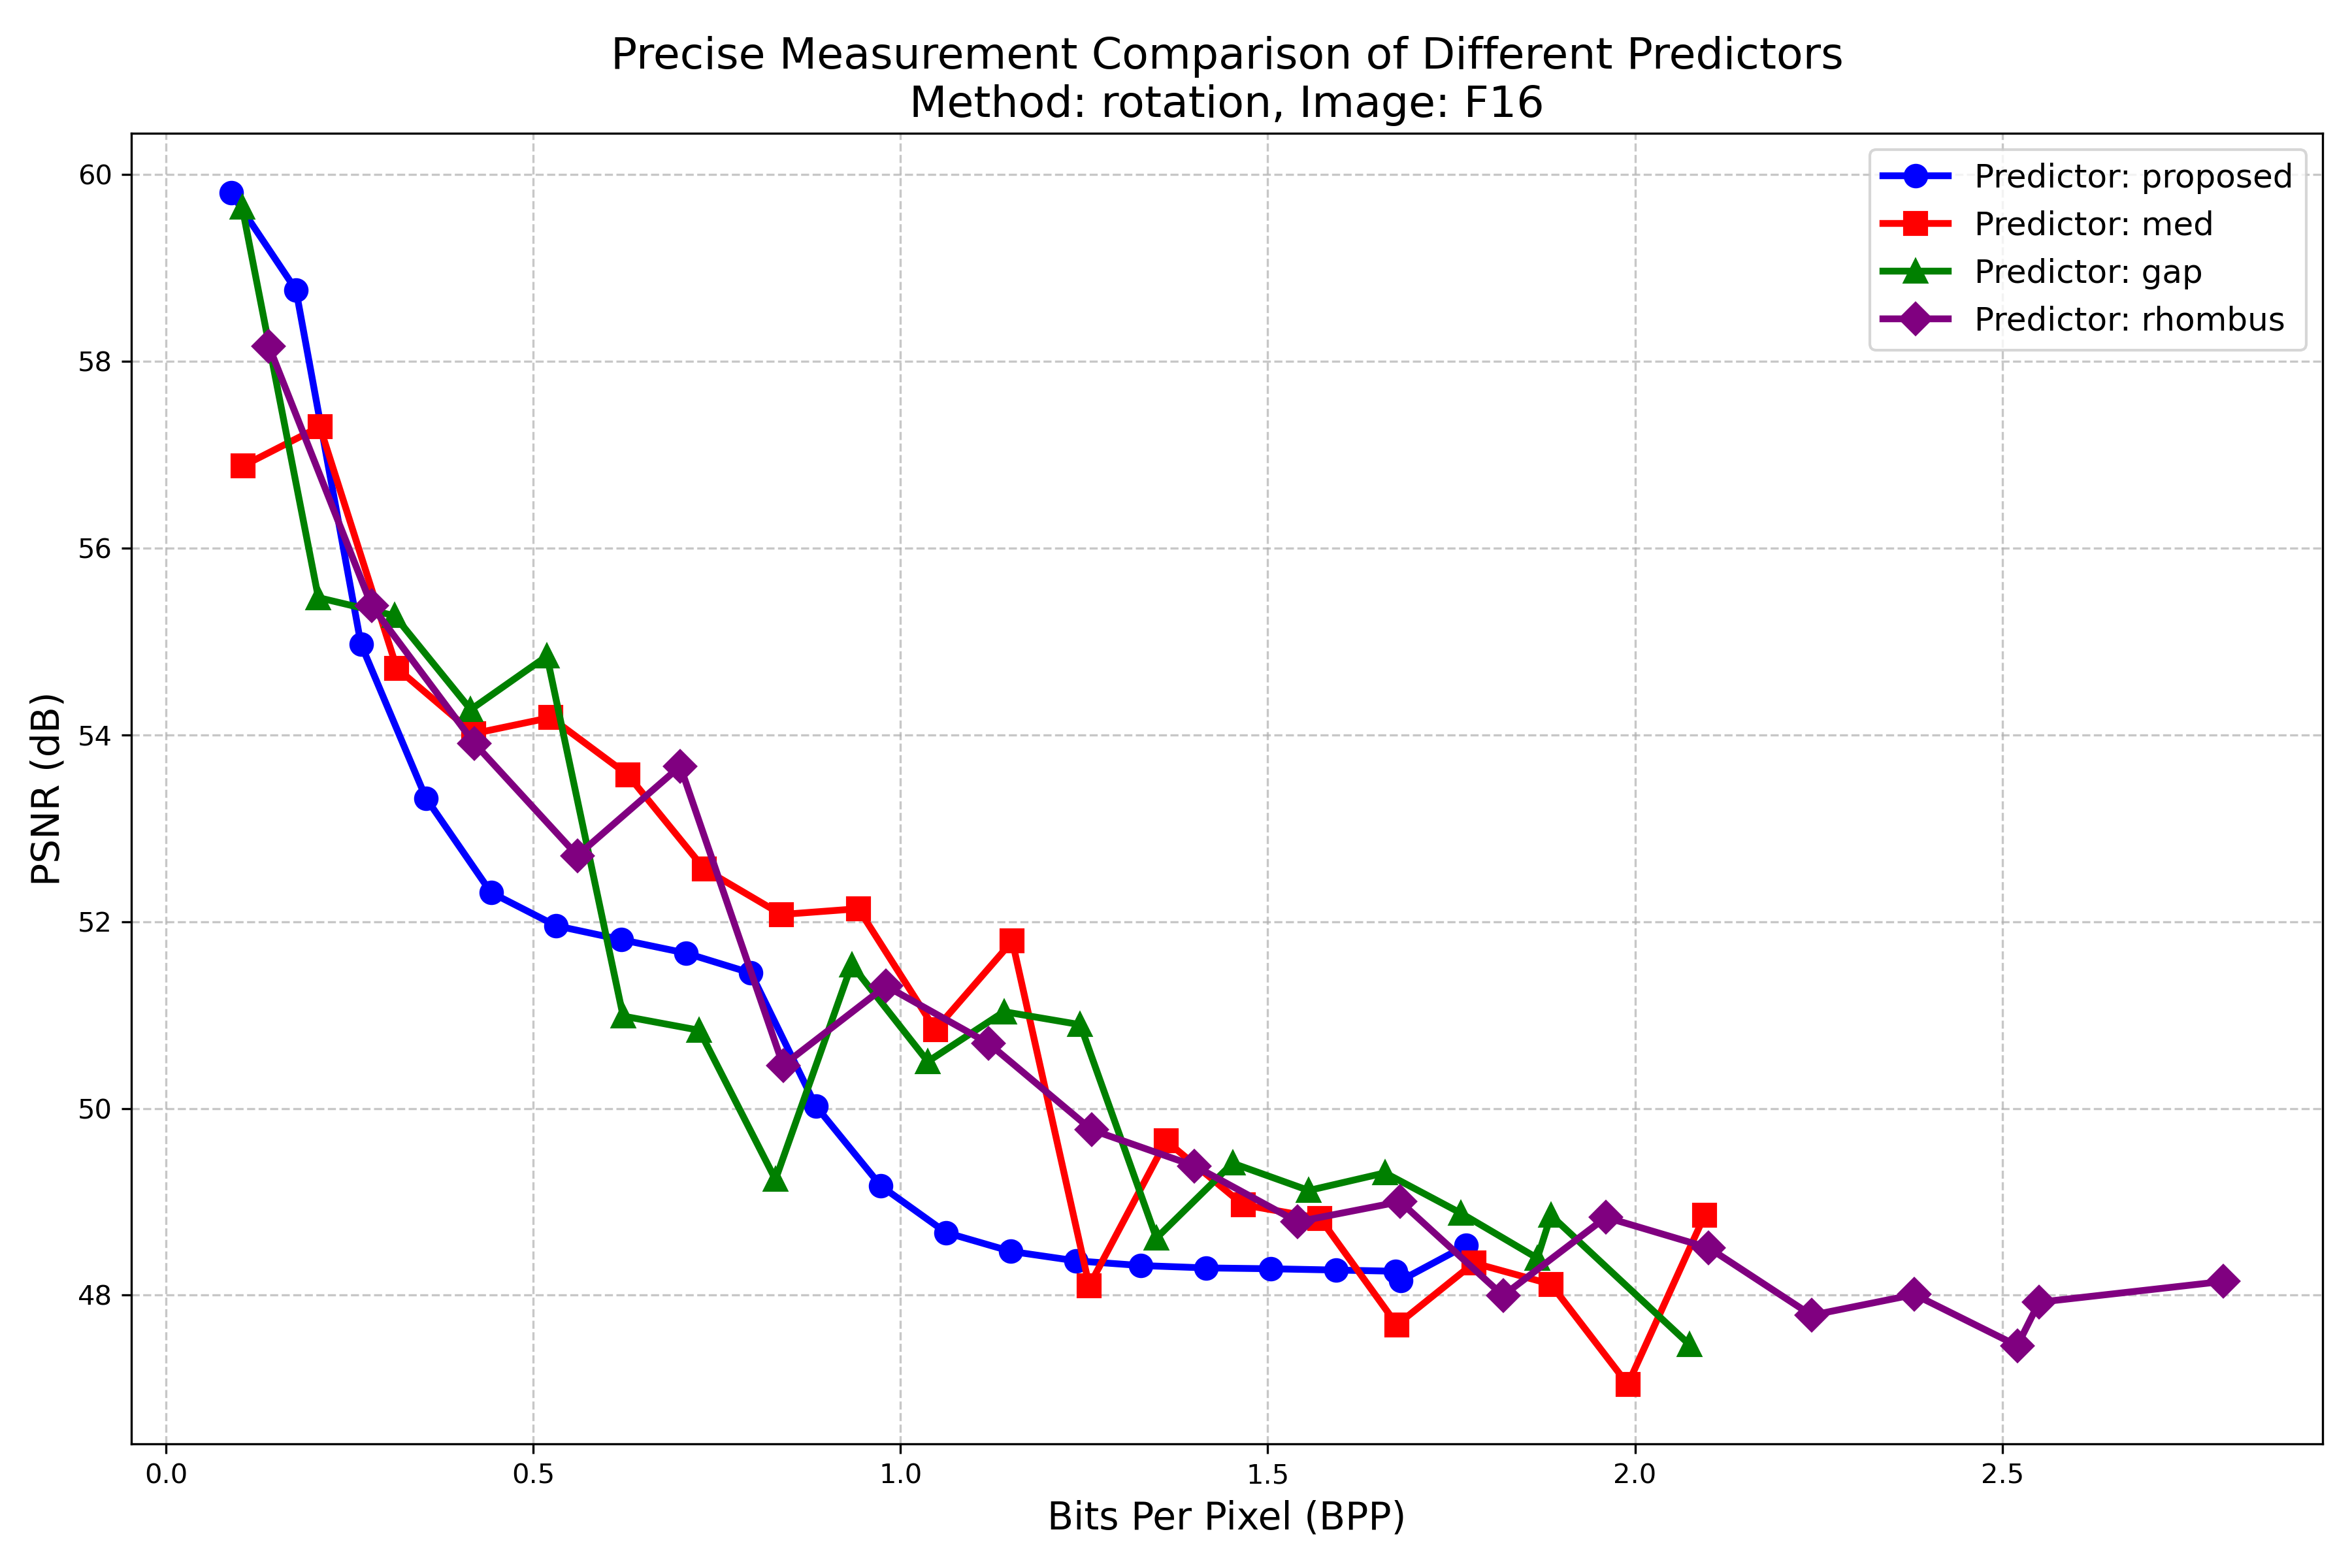 Precise Measurement Comparison of Different Predictors
Method: rotation, Image: F16
Predictor: proposed
Predictor: med
Predictor: gap
Predictor: rhombus
PSNR (dB)
60
58
56
54
52
50
48
0.0 0.5 1.0 1.5 2.0 2.5
Bits Per Pixel (BPP)